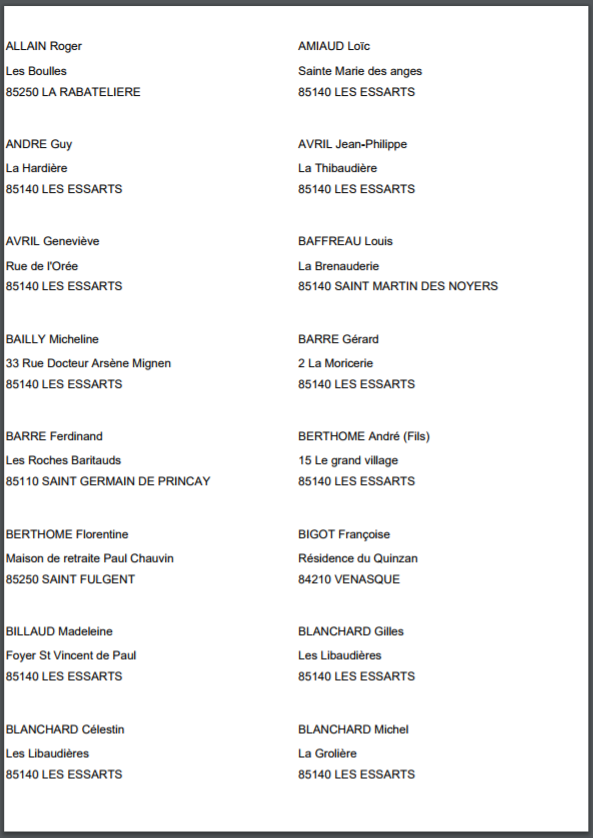 ALLAIN Roger
Les Boulles
85250 LA RABATELIERE
AMIAUD Loïc
Sainte Marie des anges
85140 LES ESSARTS
ANDRE Guy
La Hardière
85140 LES ESSARTS
AVRIL Jean-Philippe
La Thibaudière
85140 LES ESSARTS
AVRIL Geneviève
Rue de l'Orée
85140 LES ESSARTS
BAFFREAU Louis
La Brenauderie
85140 SAINT MARTIN DES NOYERS
BAILLY Micheline
33 Rue Docteur Arsène Mignen
85140 LES ESSARTS
BARRE Gérard
2 La Moricerie
85140 LES ESSARTS
BARRE Ferdinand
Les Roches Baritauds
85110 SAINT GERMAIN DE PRINCAY
BERTHOME André (Fils)
15 Le grand village
85140 LES ESSARTS
BERTHOME Florentine
Maison de retraite Paul Chauvin
85250 SAINT FULGENT
BIGOT Françoise
Résidence du Quinzan
84210 VENASQUE
BILLAUD Madeleine
Foyer St Vincent de Paul
85140 LES ESSARTS
BLANCHARD Gilles
Les Libaudières
85140 LES ESSARTS
BLANCHARD Célestin
Les Libaudières
85140 LES ESSARTS
BLANCHARD Michel
La Grolière
85140 LES ESSARTS